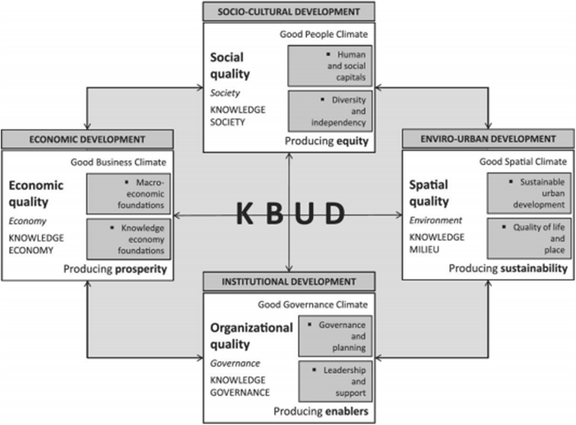 SOCIO-CULTURAL DEVELOPMENT
Good People Climate
Social
quality
Society
KNOWLEDGE
SOCIETY
▪ Human
and social
capitals
▪ Diversity
and
independency
Producing equity
ECONOMIC DEVELOPMENT
Good Business Climate
Economic
quality
Economy
KNOWLEDGE
ECONOMY
▪ Macro-
economic
foundations
▪ Knowledge
economy
foundations
Producing prosperity
KBUD
ENVIRO-URBAN DEVELOPMENT
Good Spatial Climate
Spatial
quality
Environment
KNOWLEDGE
MILIEU
▪ Sustainable
urban
development
▪ Quality of life
and
place
Producing sustainability
INSTITUTIONAL DEVELOPMENT
Good Governance Climate
Organizational
quality
Governance
KNOWLEDGE
GOVERNANCE
▪ Governance
and
planning
▪ Leadership
and
support
Producing enablers